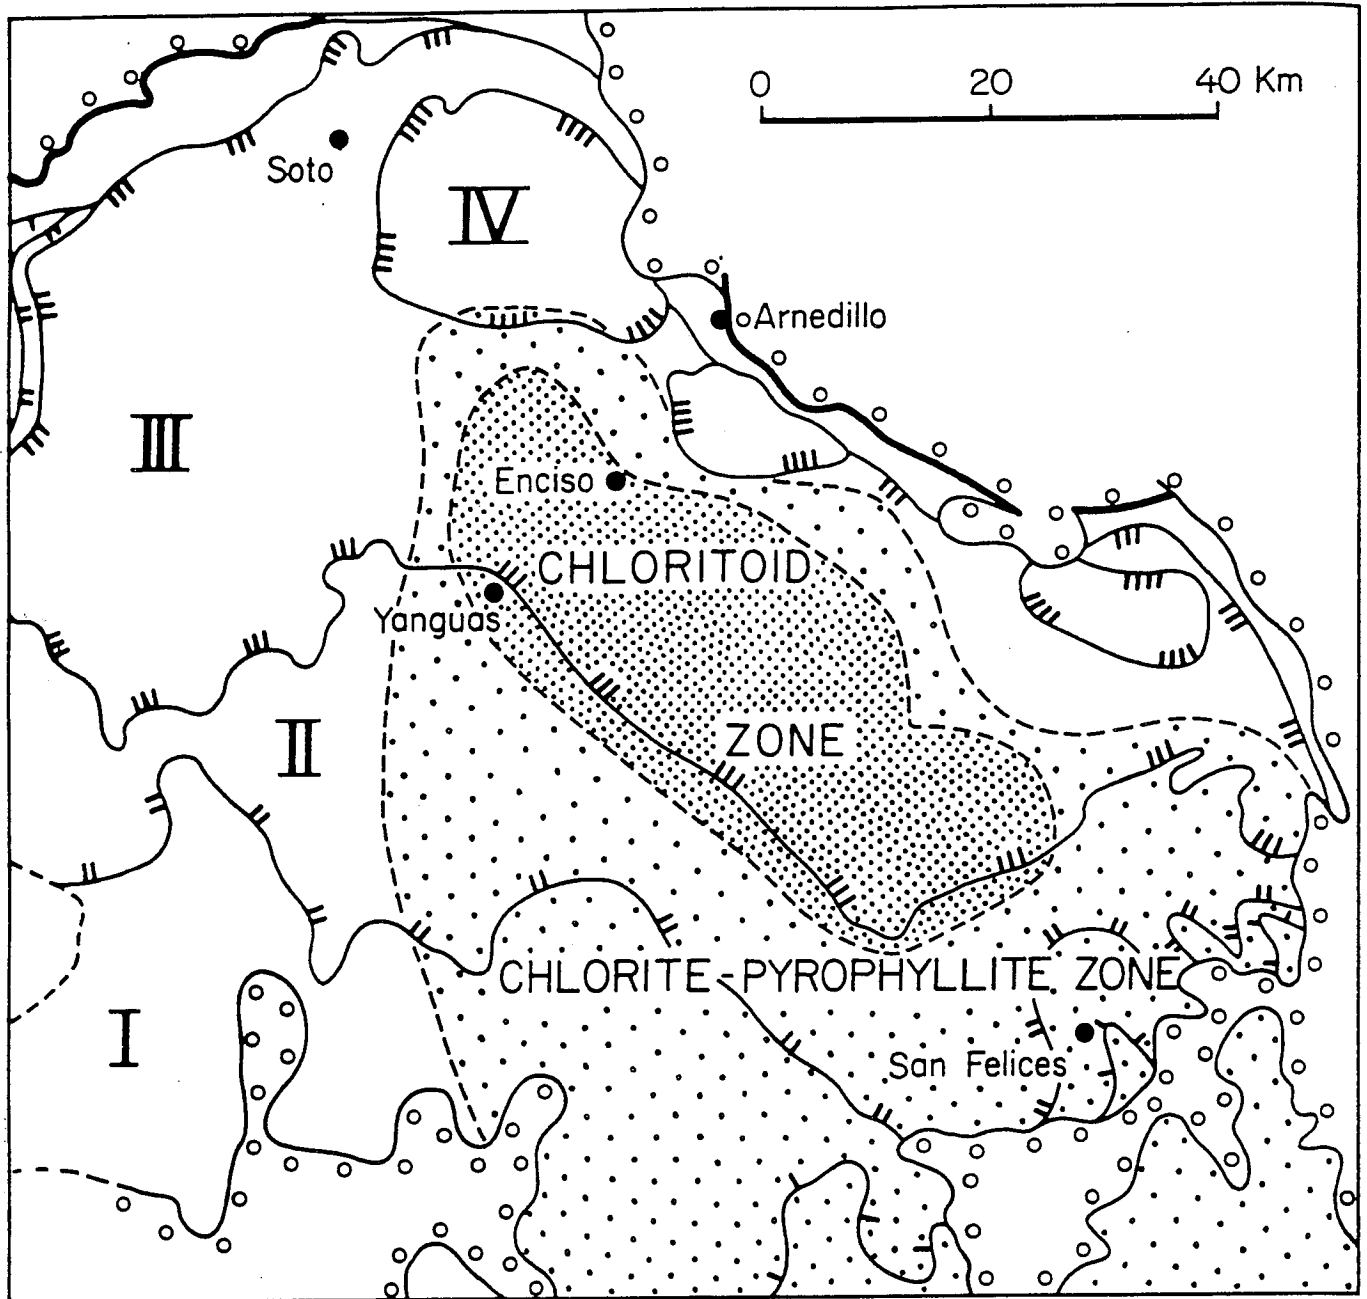 0 20 40 Km
Soto
IV
Arnedillo
III
Enciso
CHLORITOID
Yanguas
II
ZONE
CHLORITE-PYROPHYLLITE ZONE
I
San Felices